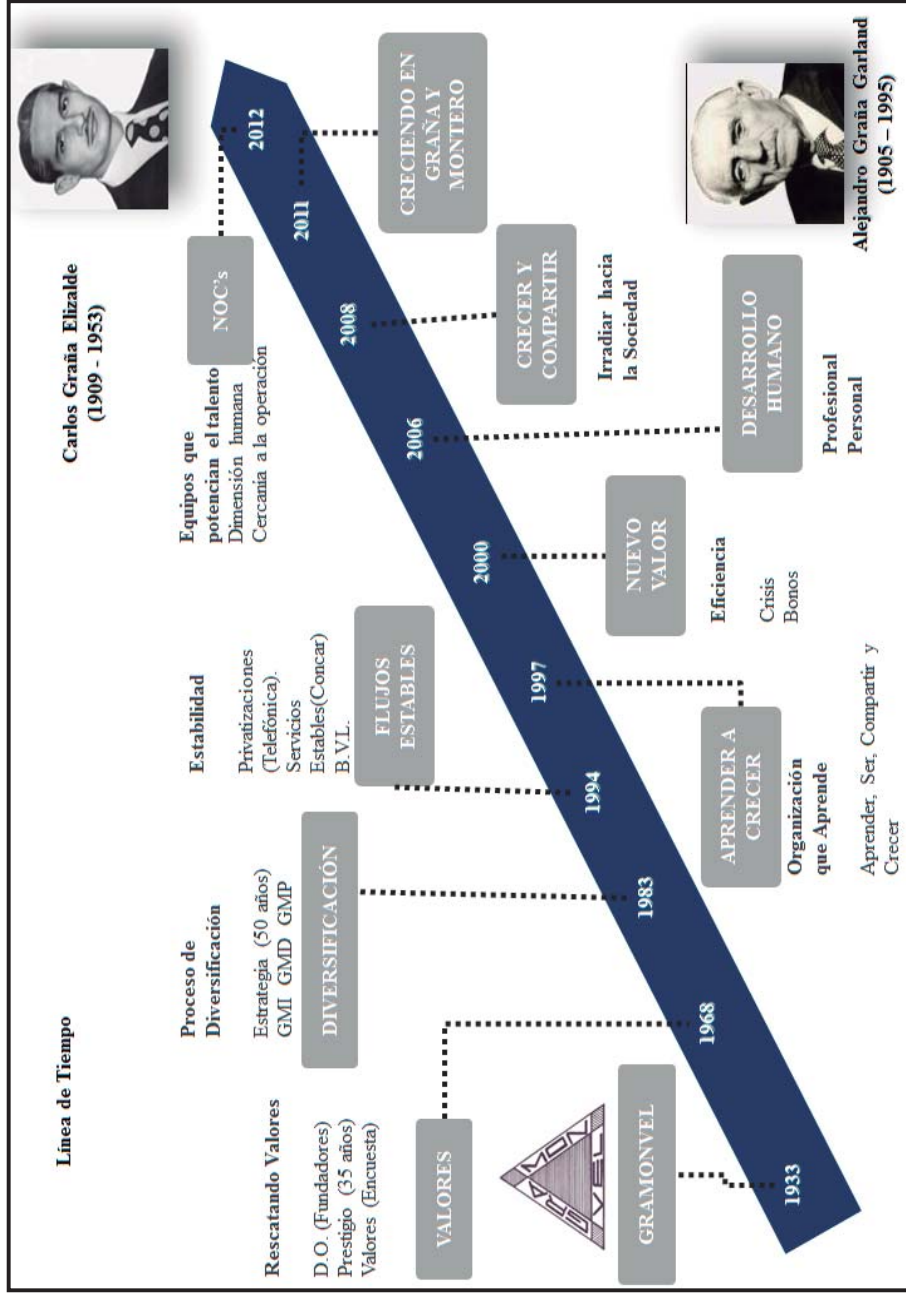 Línea de Tiempo
Carlos Graña Elizalde
(1909 - 1953)
Rescatando Valores
D.O. (Fundadores)
Prestigio (35 años)
Valores (Encuesta)
VALORES
GRAMONVEL
GRA MON VEL
1933
1968
Proceso de
Diversificación
Estrategia (50 años)
GMI GMD GMP
DIVERSIFICACIÓN
1983
Estabilidad
Privatizaciones
(Telefónica).
Servicios
Estables(Concar)
B.V.L.
FLUJOS
ESTABLES
1994
1997
APRENDER A
CRECER
Organización
que Aprende
Aprender, Ser, Compartir y
Crecer
2000
NUEVO
VALOR
Eficiencia
Crisis
Bonos
2006
DESARROLLO
HUMANO
Profesional
Personal
2008
CRECER Y
COMPARTIR
Irradiar hacia
la Sociedad
2011
CRECIENDO EN
GRAÑA Y
MONTERO
Equipos que
potencian el talento
Dimensión humana
Cercania a la operación
NOC's
2012
Alejandro Graña Garland
(1905 – 1995)